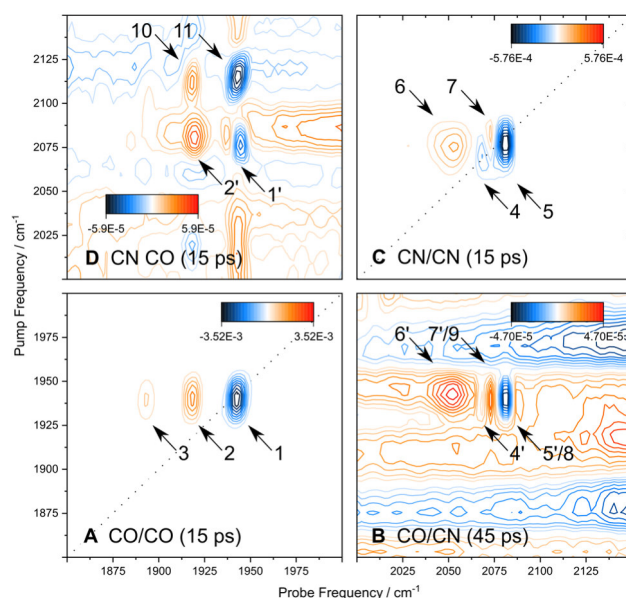 10 11
2125
2100
2075
2050
2025
2' 1'
-5.9E-5 5.9E-5
D CN CO (15 ps)
-5.76E-4 5.76E-4
6 7
4 5
C CN/CN (15 ps)
Pump Frequency / cm-1
1975
1950
1925
1900
1875
-3.52E-3 3.52E-3
3 2 1
A CO/CO (15 ps)
-4.70E-5 4.70E-5
6' 7'/9
4' 5'/8
B CO/CN (45 ps)
1875 1900 1925 1950 1975
2025 2050 2075 2100 2125
Probe Frequency / cm-1